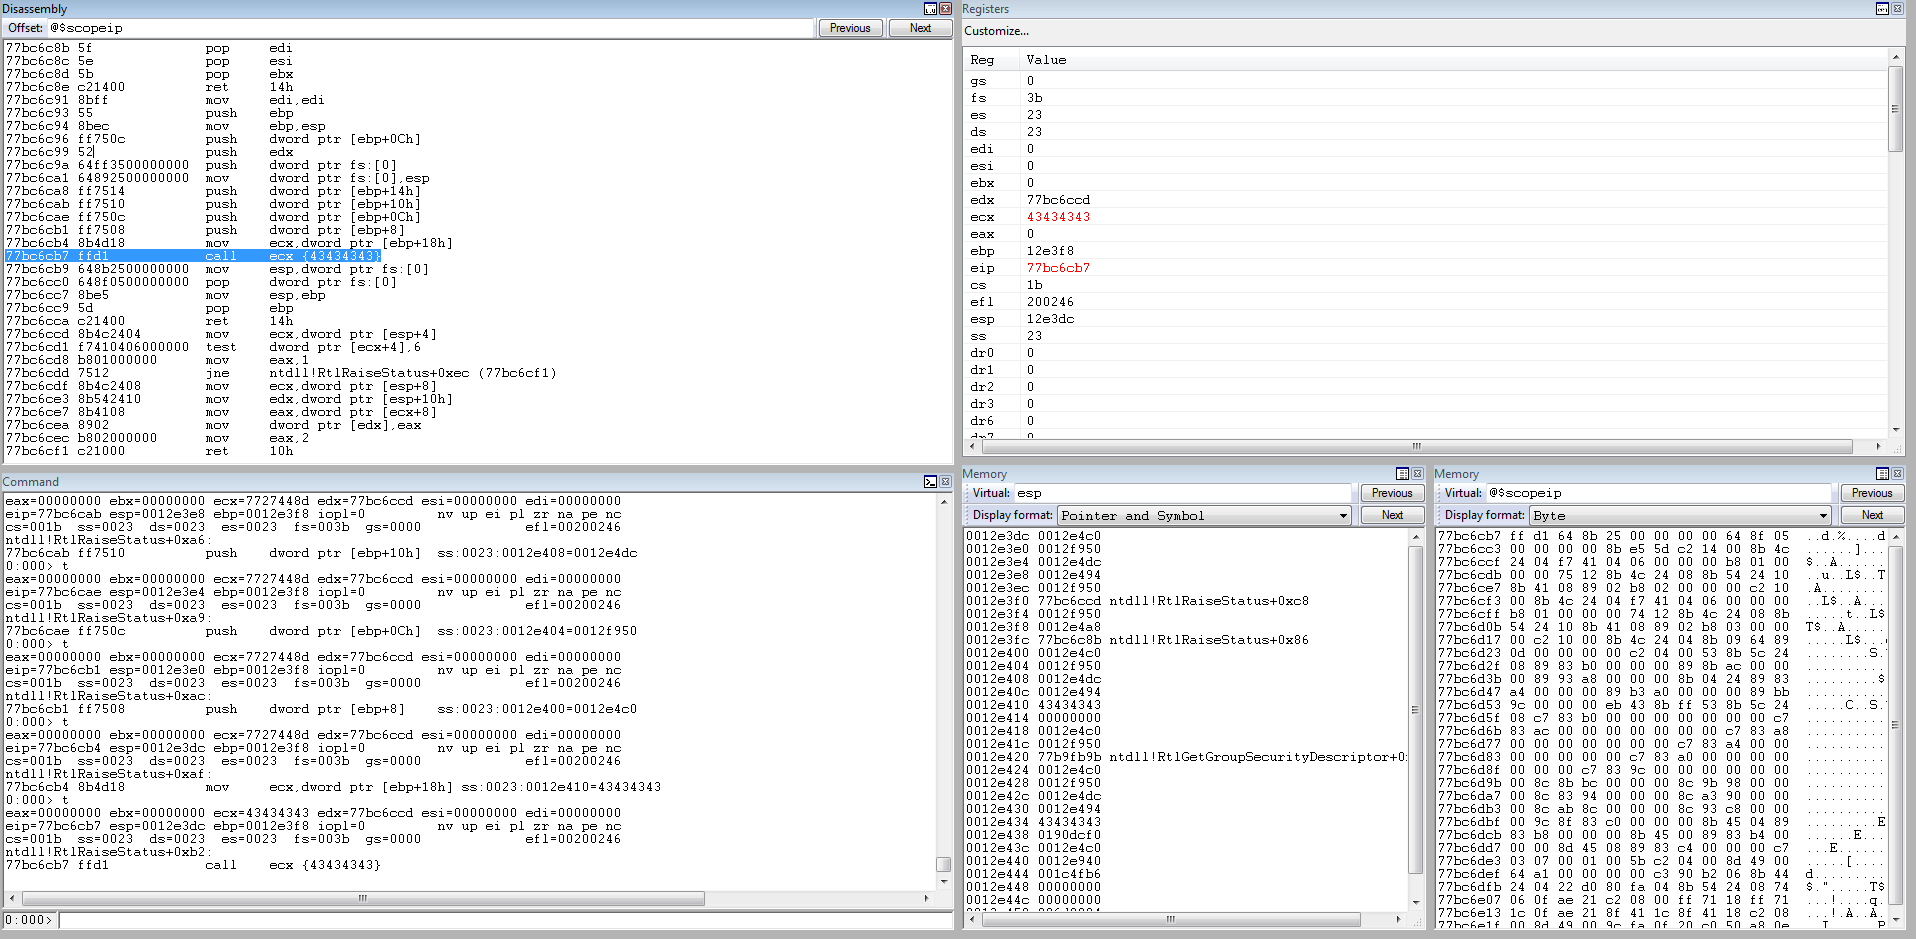 Disassembly
Offset: @$scopeip Previous Next
77bc6c8b 5f pop edi
77bc6c8c 5e pop esi
77bc6c8d 5b pop ebx
77bc6c8e c21400 ret 14h
77bc6c91 8bff mov edi,edi
77bc6c93 55 push ebp
77bc6c94 8bec mov ebp,esp
77bc6c96 ff750c push dword ptr [ebp+0Ch]
77bc6c99 52 push edx
77bc6c9a 64ff3500000000 push dword ptr fs:[0]
77bc6ca1 64892500000000 mov dword ptr fs:[0],esp
77bc6ca8 ff7514 push dword ptr [ebp+14h]
77bc6cab ff7510 push dword ptr [ebp+10h]
77bc6cae ff750c push dword ptr [ebp+0Ch]
77bc6cb1 ff7508 push dword ptr [ebp+8]
77bc6cb4 8b4d18 mov ecx,dword ptr [ebp+18h]
77bc6cb7 ffd1 call ecx {43434343}
77bc6cb9 648b2500000000 mov esp,dword ptr fs:[0]
77bc6cc0 648f0500000000 pop dword ptr fs:[0]
77bc6cc7 8be5 mov esp,ebp
77bc6cc9 5d pop ebp
77bc6cca c21400 ret 14h
77bc6ccd 8b4c2404 mov ecx,dword ptr [esp+4]
77bc6cd1 f7410406000000 test dword ptr [ecx+4],6
77bc6cd8 b801000000 mov eax,1
77bc6cdd 7512 jne ntdll!RtlRaiseStatus+0xec (77bc6cf1)
77bc6cdf 8b4c2408 mov ecx,dword ptr [esp+8]
77bc6ce3 8b542410 mov edx,dword ptr [esp+10h]
77bc6ce7 8b4108 mov eax,dword ptr [ecx+8]
77bc6cea 8902 mov dword ptr [edx],eax
77bc6cec b802000000 mov eax,2
77bc6cf1 c21000 ret 10h
Registers
Customize...
Reg Value
gs 0
fs 3b
es 23
ds 23
edi 0
esi 0
ebx 0
edx 77bc6ccd
ecx 43434343
eax 0
ebp 12e3f8
eip 77bc6cb7
cs 1b
efl 200246
esp 12e3dc
ss 23
dr0 0
dr1 0
dr2 0
dr3 0
dr6 0
dr7 0
Command
eax=00000000 ebx=00000000 ecx=7727448d edx=77bc6ccd esi=00000000 edi=00000000
eip=77bc6cab esp=0012e3e8 ebp=0012e3f8 iopl=0 nv up ei pl zr na pe nc
cs=001b ss=0023 ds=0023 es=0023 fs=003b gs=0000 efl=00200246
ntdll!RtlRaiseStatus+0xa6:
77bc6cab ff7510 push dword ptr [ebp+10h] ss:0023:0012e408=0012e4dc
0:000> t
eax=00000000 ebx=00000000 ecx=7727448d edx=77bc6ccd esi=00000000 edi=00000000
eip=77bc6cae esp=0012e3e4 ebp=0012e3f8 iopl=0 nv up ei pl zr na pe nc
cs=001b ss=0023 ds=0023 es=0023 fs=003b gs=0000 efl=00200246
ntdll!RtlRaiseStatus+0xa9:
77bc6cae ff750c push dword ptr [ebp+0Ch] ss:0023:0012e404=0012f950
0:000> t
eax=00000000 ebx=00000000 ecx=7727448d edx=77bc6ccd esi=00000000 edi=00000000
eip=77bc6cb1 esp=0012e3e0 ebp=0012e3f8 iopl=0 nv up ei pl zr na pe nc
cs=001b ss=0023 ds=0023 es=0023 fs=003b gs=0000 efl=00200246
ntdll!RtlRaiseStatus+0xac:
77bc6cb1 ff7508 push dword ptr [ebp+8] ss:0023:0012e400=0012e4c0
0:000> t
eax=00000000 ebx=00000000 ecx=7727448d edx=77bc6ccd esi=00000000 edi=00000000
eip=77bc6cb4 esp=0012e3dc ebp=0012e3f8 iopl=0 nv up ei pl zr na pe nc
cs=001b ss=0023 ds=0023 es=0023 fs=003b gs=0000 efl=00200246
ntdll!RtlRaiseStatus+0xaf:
77bc6cb4 8b4d18 mov ecx,dword ptr [ebp+18h] ss:0023:0012e410=43434343
0:000> t
eax=00000000 ebx=00000000 ecx=43434343 edx=77bc6ccd esi=00000000 edi=00000000
eip=77bc6cb7 esp=0012e3dc ebp=0012e3f8 iopl=0 nv up ei pl zr na pe nc
cs=001b ss=0023 ds=0023 es=0023 fs=003b gs=0000 efl=00200246
ntdll!RtlRaiseStatus+0xb2:
77bc6cb7 ffd1 call ecx {43434343}
0:000>
Memory
Virtual: esp Previous
Display format: Pointer and Symbol Next
0012e3dc 0012e4c0
0012e3e0 0012f950
0012e3e4 0012e4dc
0012e3e8 0012e494
0012e3ec 0012f950
0012e3f0 77bc6ccd ntdll!RtlRaiseStatus+0xc8
0012e3f4 0012f950
0012e3f8 0012e4a8
0012e3fc 77bc6c8b ntdll!RtlRaiseStatus+0x86
0012e400 0012e4c0
0012e404 0012f950
0012e408 0012e4dc
0012e40c 0012e494
0012e410 43434343
0012e414 00000000
0012e418 0012e4c0
0012e41c 0012f950
0012e420 77b9fb9b ntdll!RtlGetGroupSecurityDescriptor+0
0012e424 0012e4c0
0012e428 0012f950
0012e42c 0012e4dc
0012e430 0012e494
0012e434 43434343
0012e438 0190dcf0
0012e43c 0012e4c0
0012e440 0012e940
0012e444 001c4fb6
0012e448 00000000
0012e44c 00000000
Memory
Virtual: @$scopeip Previous
Display format: Byte Next
77bc6cb7 ff d1 64 8b 25 00 00 00 00 64 8f 05 ..d.%....d
77bc6cc3 00 00 00 00 8b e5 5d c2 14 00 8b 4c ......]...
77bc6ccf 24 04 f7 41 04 06 00 00 00 b8 01 00 $..A......
77bc6cdb 00 00 75 12 8b 4c 24 08 8b 54 24 10 ..u..L$..T
77bc6ce7 8b 41 08 89 02 b8 02 00 00 00 c2 10 .A........
77bc6cf3 00 8b 4c 24 04 f7 41 04 06 00 00 00 ..L$..A...
77bc6cff b8 01 00 00 00 74 12 8b 4c 24 08 8b .....t..L$
77bc6d0b 54 24 10 8b 41 08 89 02 b8 03 00 00 T$..A.....
77bc6d17 00 c2 10 00 8b 4c 24 04 8b 09 64 89 .....L$...
77bc6d23 0d 00 00 00 00 c2 04 00 53 8b 5c 24 ........S.
77bc6d2f 08 89 83 b0 00 00 00 89 8b ac 00 00 ..........
77bc6d3b 00 89 93 a8 00 00 00 8b 04 24 89 83 .........$
77bc6d47 a4 00 00 00 89 b3 a0 00 00 00 89 bb ..........
77bc6d53 9c 00 00 00 eb 43 8b ff 53 8b 5c 24 .....C..S.
77bc6d5f 08 c7 83 b0 00 00 00 00 00 00 00 c7 ..........
77bc6d6b 83 ac 00 00 00 00 00 00 00 c7 83 a8 ..........
77bc6d77 00 00 00 00 00 00 00 c7 83 a4 00 00 ..........
77bc6d83 00 00 00 00 00 c7 83 a0 00 00 00 00 ..........
77bc6d8f 00 00 00 c7 83 9c 00 00 00 00 00 00 ..........
77bc6d9b 00 8c 8b bc 00 00 00 8c 9b 98 00 00 ..........
77bc6da7 00 8c 83 94 00 00 00 8c a3 90 00 00 ..........
77bc6db3 00 8c ab 8c 00 00 00 8c 93 c8 00 00 ..........
77bc6dbf 00 9c 8f 83 c0 00 00 00 8b 45 04 89 .........E
77bc6dcb 83 b8 00 00 00 8b 45 00 89 83 b4 00 ......E...
77bc6dd7 00 00 8d 45 08 89 83 c4 00 00 00 c7 ...E......
77bc6de3 03 07 00 01 00 5b c2 04 00 8d 49 00 .....[....
77bc6def 64 a1 00 00 00 00 c3 90 b2 06 8b 44 d.........
77bc6dfb 24 04 22 d0 80 fa 04 8b 54 24 08 74 $.".....T$
77bc6e07 06 0f ae 21 c2 08 00 ff 71 18 ff 71 ...!....q.
77bc6e13 1c 0f ae 21 8f 41 1c 8f 41 18 c2 08 ...!.A..A.
77bc6e1f 00 8d 49 00 9c fa 0f 20 c0 50 a8 0e